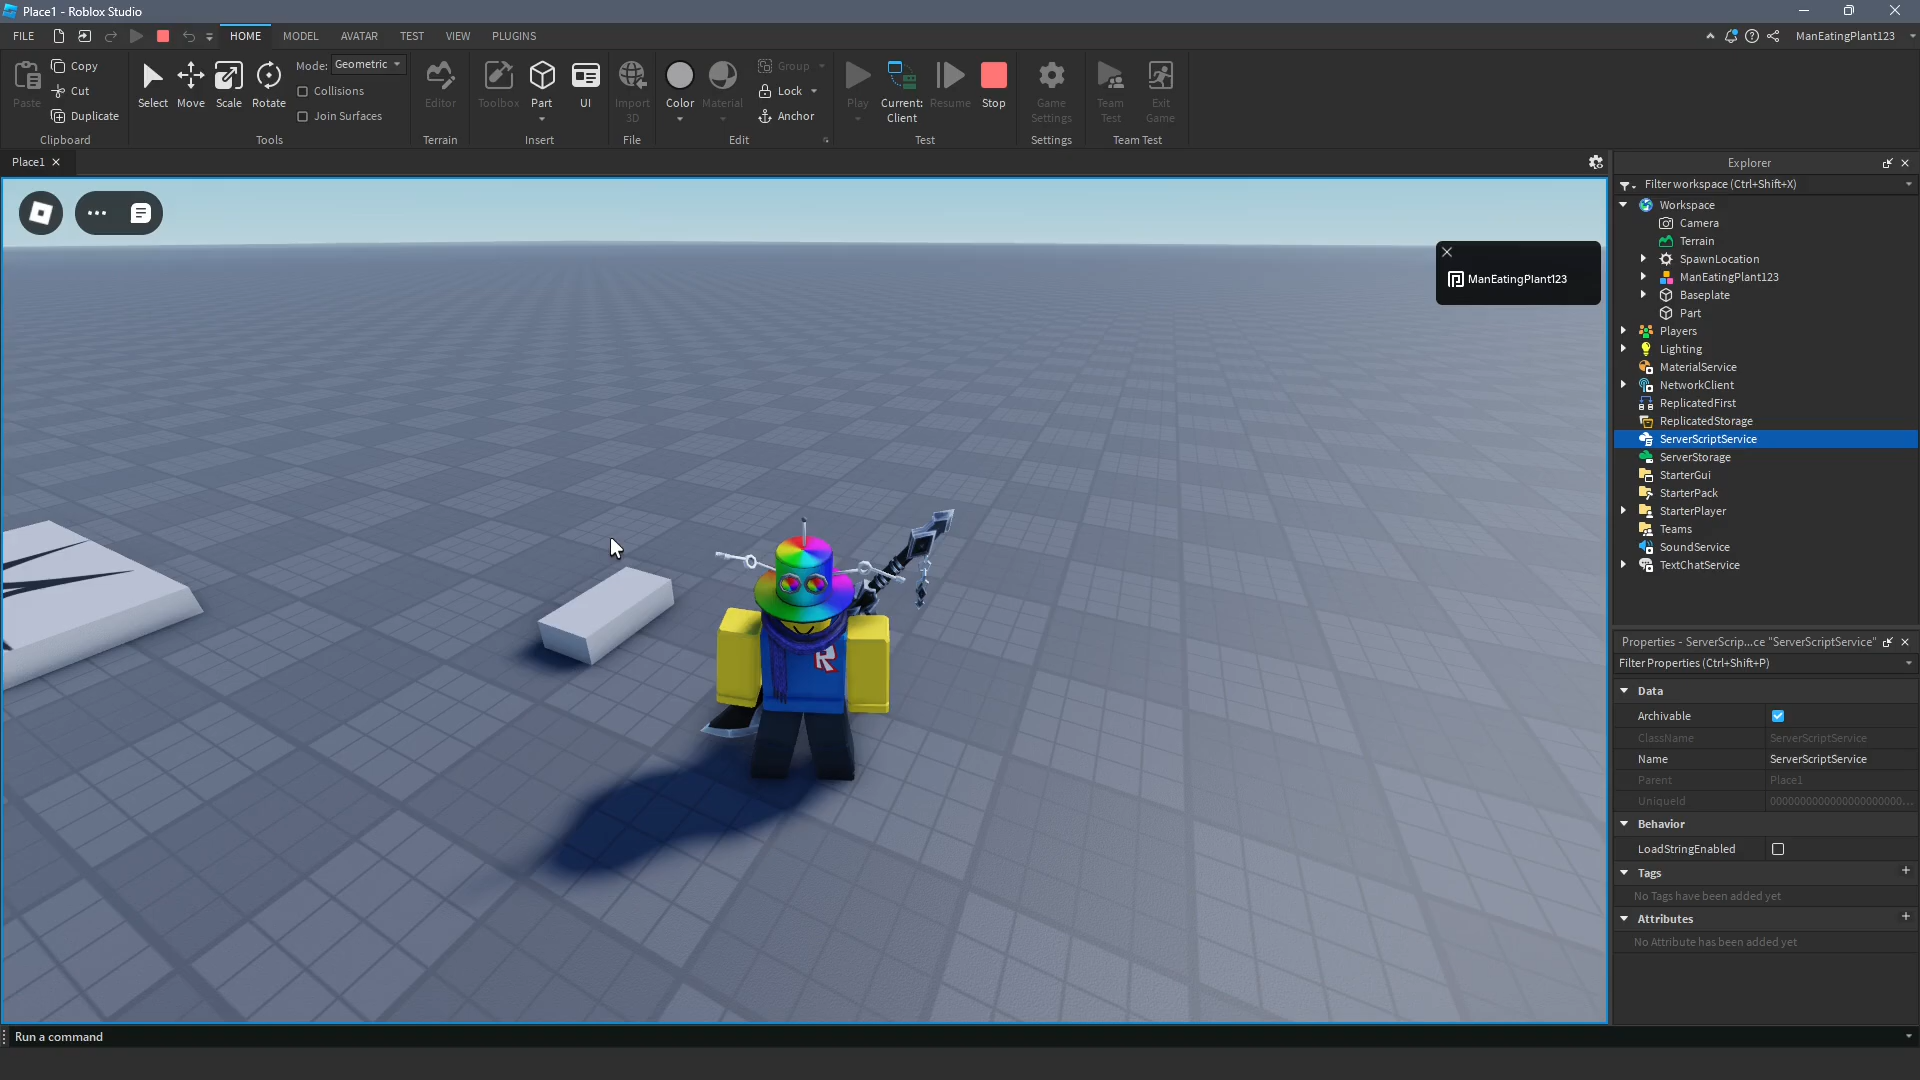 Place1 - Roblox Studio
FILE HOME MODEL AVATAR TEST VIEW PLUGINS ManEatingPlant123
Paste
Copy
Cut
Duplicate
Clipboard
Select
Move
Scale
Rotate
Mode: Geometric
Collisions
Join Surfaces
Tools
Editor
Terrain
Toolbox
Part
UI
Insert
Import
3D
File
Color
Material
Group
Lock
Anchor
Edit
Play
Current:
Client
Resume
Stop
Test
Game
Settings
Settings
Team
Test
Exit
Game
Team Test
Place1
ManEatingPlant123
R
Explorer
Filter workspace (Ctrl+Shift+X)
Workspace
Camera
Terrain
SpawnLocation
ManEatingPlant123
Baseplate
Part
Players
Lighting
MaterialService
NetworkClient
ReplicatedFirst
ReplicatedStorage
ServerScriptService
ServerStorage
StarterGui
StarterPack
StarterPlayer
Teams
SoundService
TextChatService
Properties - ServerScrip...ce "ServerScriptService"
Filter Properties (Ctrl+Shift+P)
Data
Archivable
ClassName ServerScriptService
Name ServerScriptService
Parent Place1
UniqueId 00000000000000000000...
Behavior
LoadStringEnabled
Tags
No Tags have been added yet
Attributes
No Attribute has been added yet
Run a command